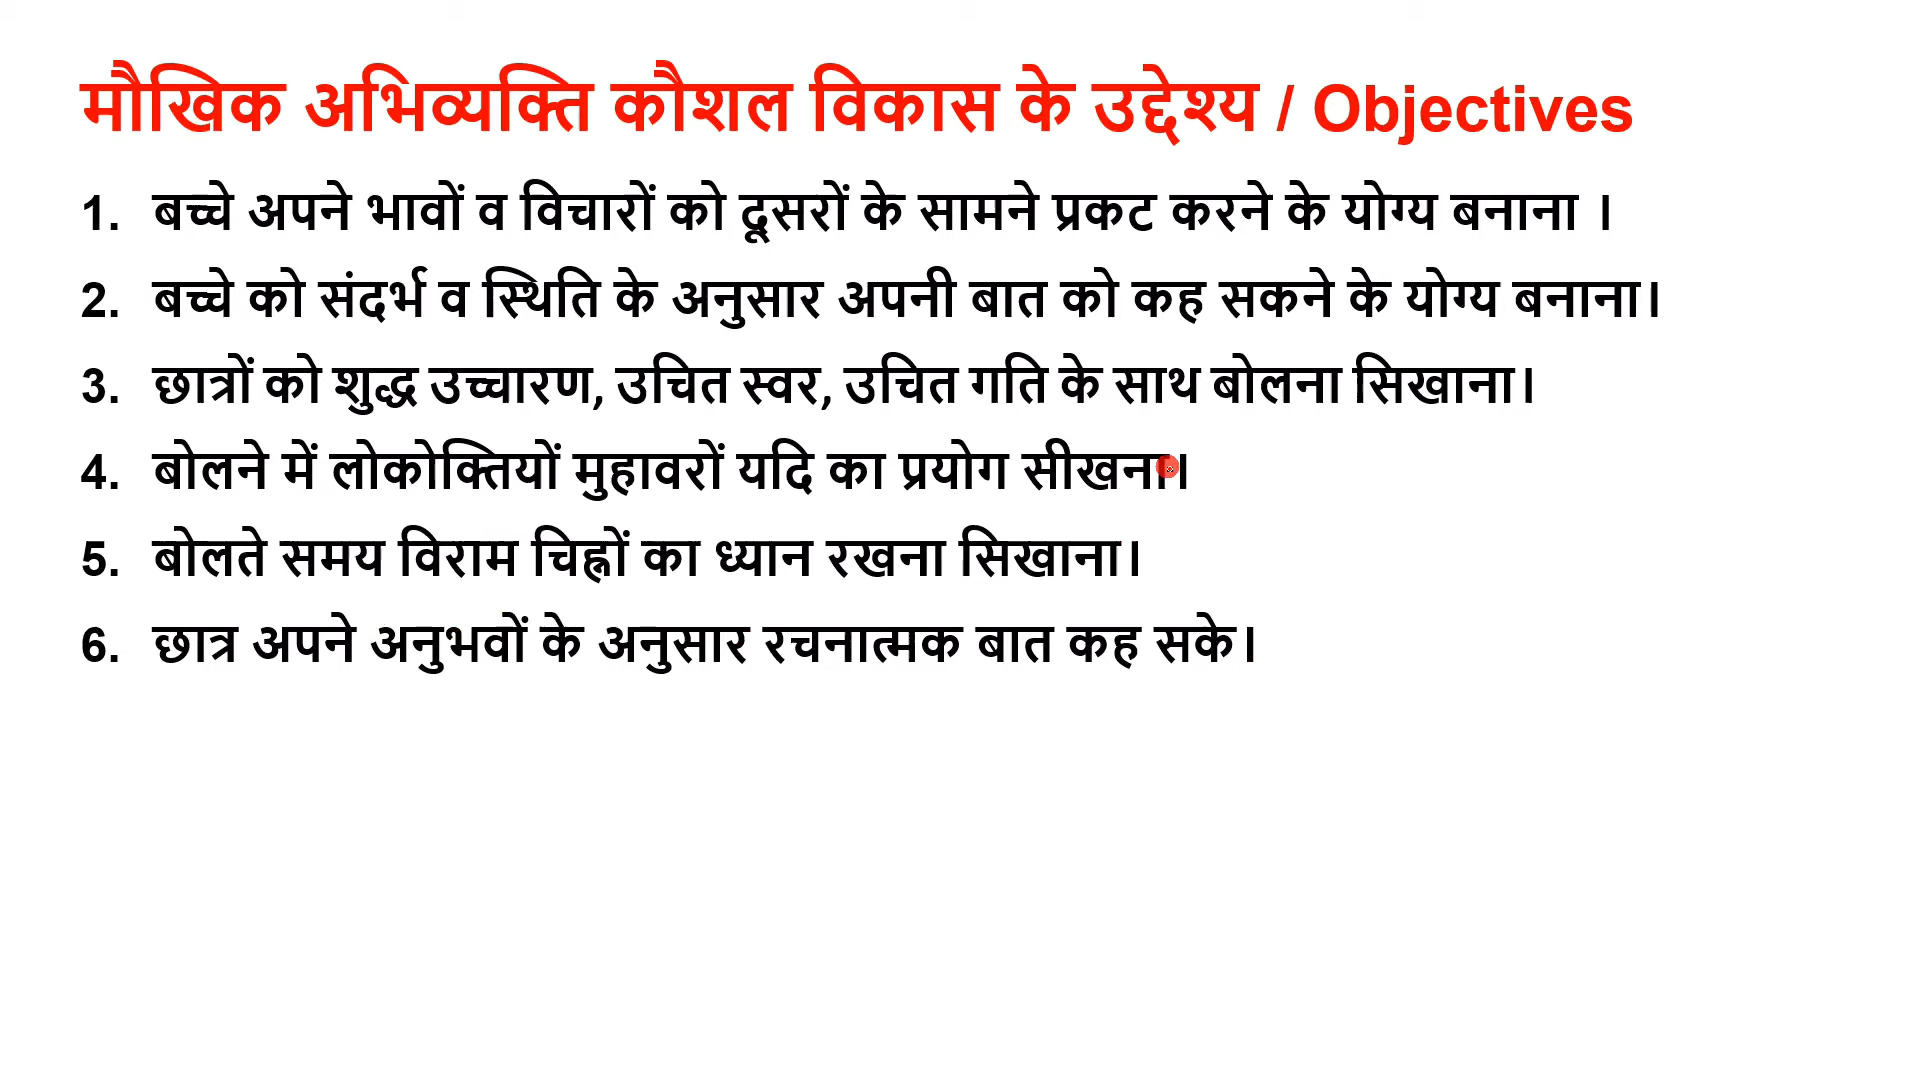 मौखिक अभिव्यक्ति कौशल विकास के उद्देश्य / Objectives
1. बच्चे अपने भावों व विचारों को दूसरों के सामने प्रकट करने के योग्य बनाना ।
2. बच्चे को संदर्भ व स्थिति के अनुसार अपनी बात को कह सकने के योग्य बनाना।
3. छात्रों को शुद्ध उच्चारण, उचित स्वर, उचित गति के साथ बोलना सिखाना।
4. बोलने में लोकोक्तियों मुहावरों यदि का प्रयोग सीखना।
5. बोलते समय विराम चिह्नों का ध्यान रखना सिखाना।
6. छात्र अपने अनुभवों के अनुसार रचनात्मक बात कह सके।